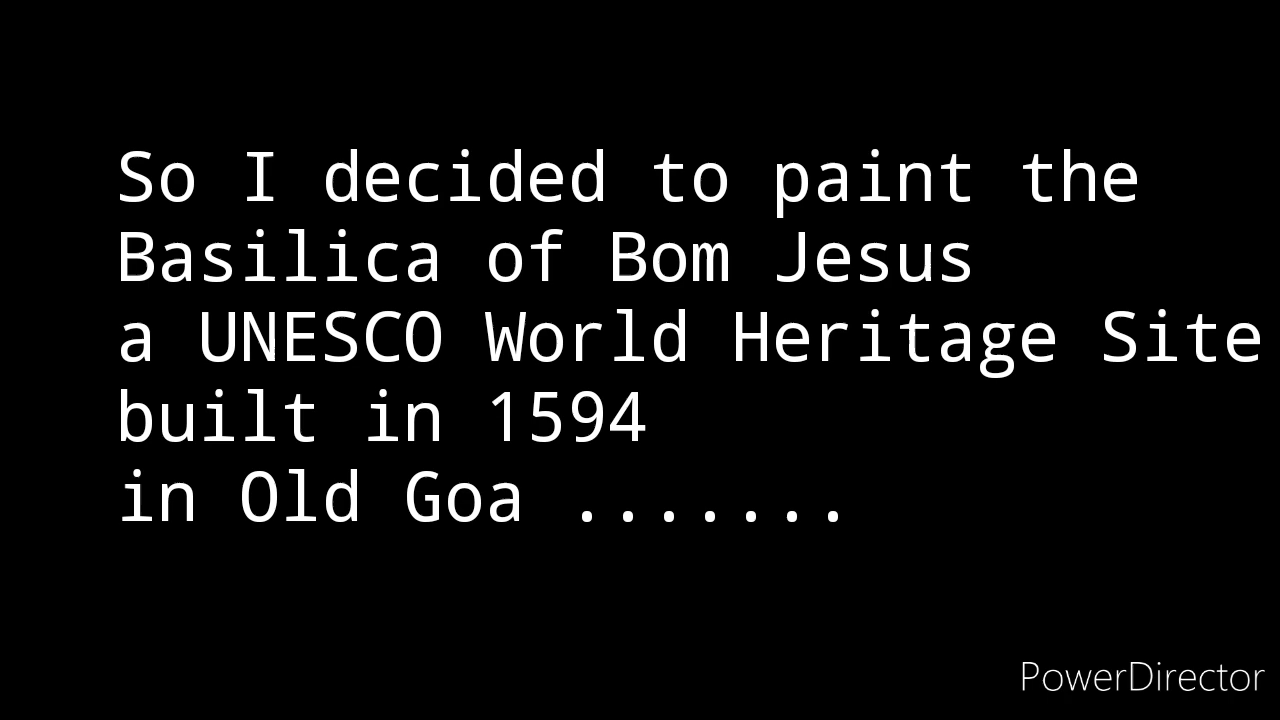 So I decided to paint the
Basilica of Bom Jesus
a UNESCO World Heritage Site
built in 1594
in Old Goa .......
PowerDirector